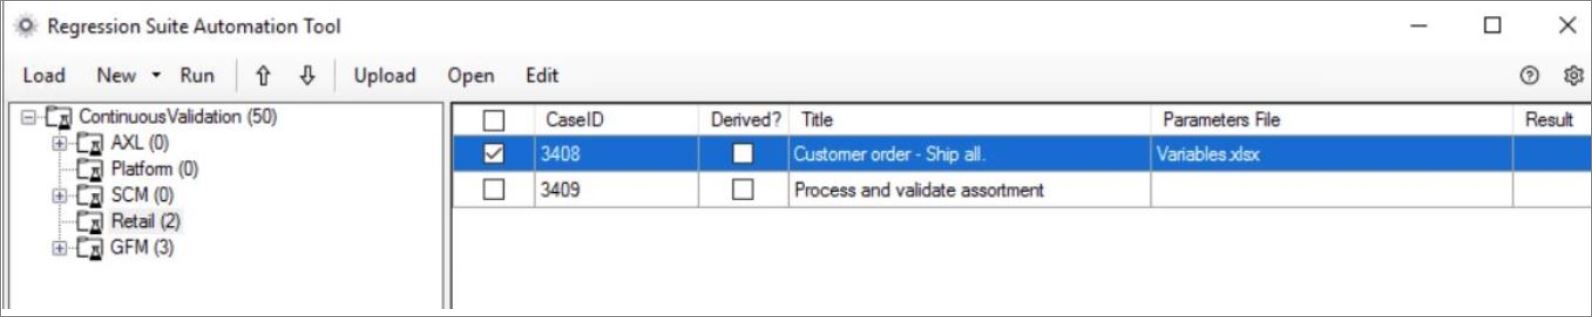 Regression Suite Automation Tool
Load New Run Upload Open Edit
ContinuousValidation (50)
AXL (0)
Platform (0)
SCM (0)
Retail (2)
GFM (3)
CaseID Derived? Title Parameters File Result
3408 Customer order - Ship all. Variables.xlsx
3409 Process and validate assortment